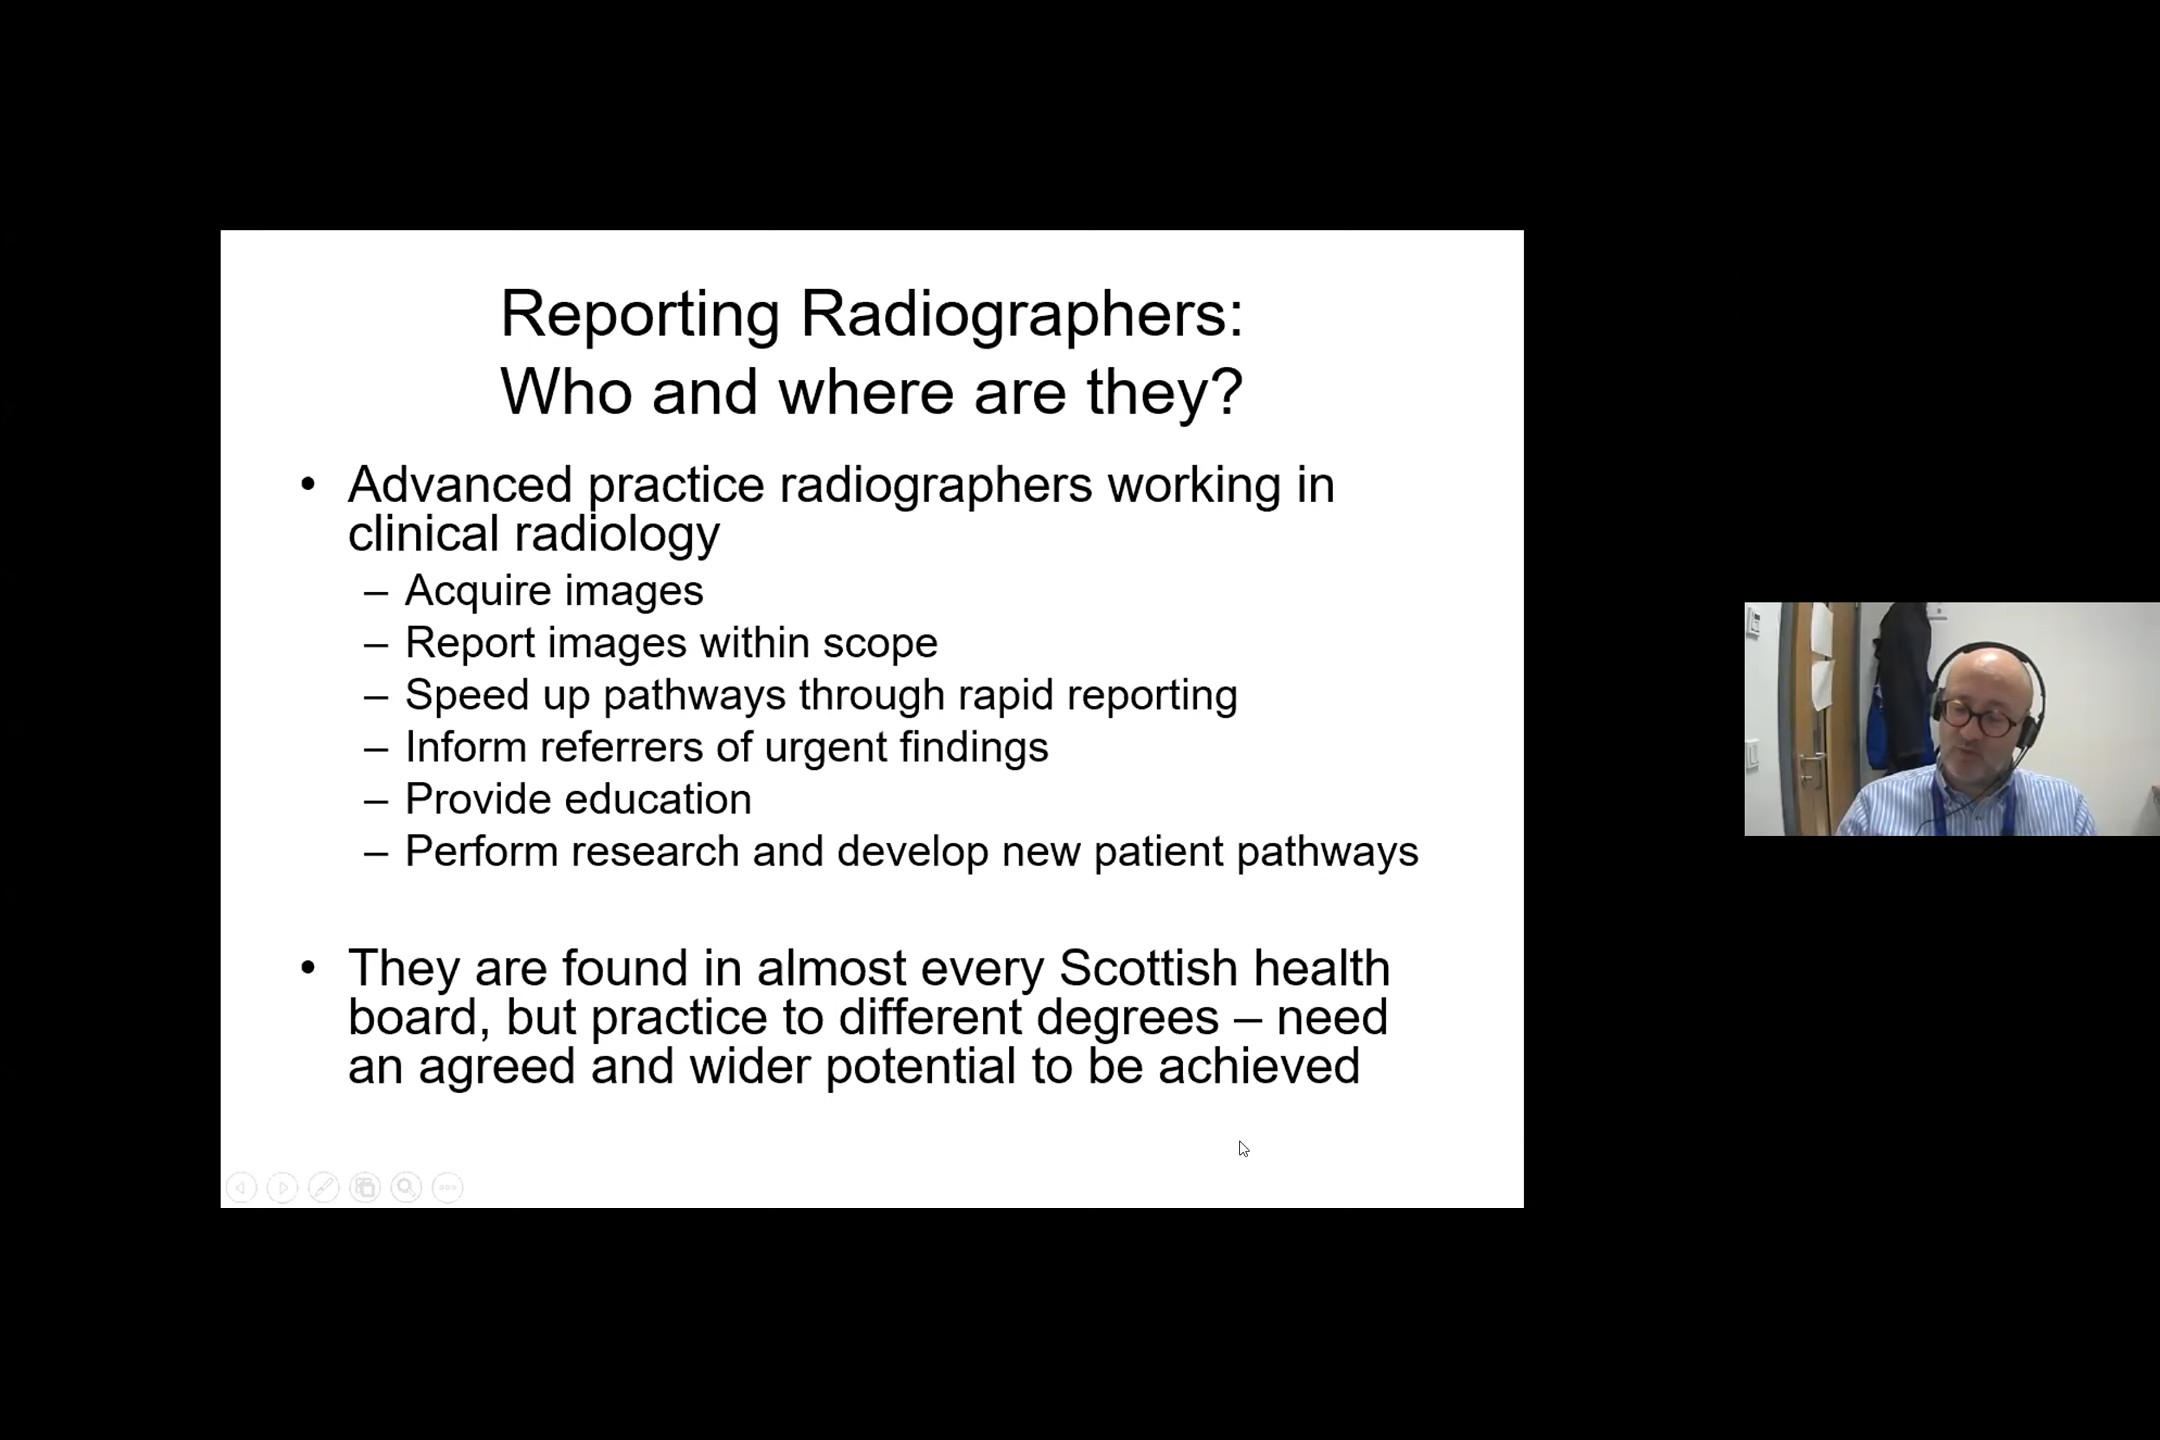 Reporting Radiographers:
Who and where are they?
• Advanced practice radiographers working in
clinical radiology
– Acquire images
– Report images within scope
– Speed up pathways through rapid reporting
– Inform referrers of urgent findings
– Provide education
– Perform research and develop new patient pathways
• They are found in almost every Scottish health
board, but practice to different degrees – need
an agreed and wider potential to be achieved